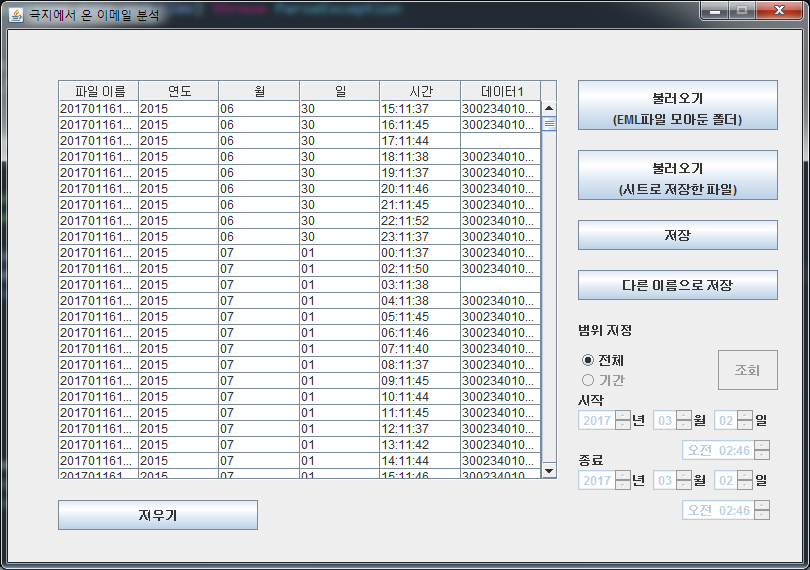 극지에서 온 이메일 분석
파일 이름 연도 월 일 시간 데이터1
201701161... 2015 06 30 15:11:37 300234010...
201701161... 2015 06 30 16:11:45 300234010...
201701161... 2015 06 30 17:11:44
201701161... 2015 06 30 18:11:38 300234010...
201701161... 2015 06 30 19:11:37 300234010...
201701161... 2015 06 30 20:11:46 300234010...
201701161... 2015 06 30 21:11:45 300234010...
201701161... 2015 06 30 22:11:52 300234010...
201701161... 2015 06 30 23:11:37 300234010...
201701161... 2015 07 01 00:11:37 300234010...
201701161... 2015 07 01 02:11:50 300234010...
201701161... 2015 07 01 03:11:38
201701161... 2015 07 01 04:11:38 300234010...
201701161... 2015 07 01 05:11:45 300234010...
201701161... 2015 07 01 06:11:46 300234010...
201701161... 2015 07 01 07:11:40 300234010...
201701161... 2015 07 01 08:11:37 300234010...
201701161... 2015 07 01 09:11:45 300234010...
201701161... 2015 07 01 10:11:44 300234010...
201701161... 2015 07 01 11:11:45 300234010...
201701161... 2015 07 01 12:11:37 300234010...
201701161... 2015 07 01 13:11:42 300234010...
201701161... 2015 07 01 14:11:44 300234010...
201701161... 2015 07 01 15:11:46 300234010...
지우기
불러오기
(EML파일 모아둔 폴더)
불러오기
(시트로 저장한 파일)
저장
다른 이름으로 저장
범위 지정
전체
기간
조회
시작
2017 년 03 월 02 일
오전 02:46
종료
2017 년 03 월 02 일
오전 02:46